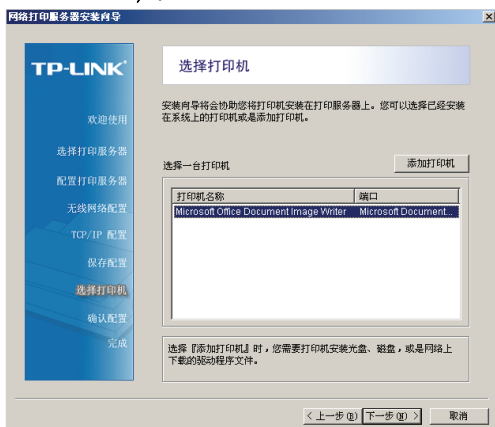 网络打印服务器安装向导
TP-LINK
选择打印机
欢迎使用
选择打印服务器
配置打印服务器
无线网络配置
TCP/IP 配置
保存配置
选择打印机
确认配置
完成
安装向导将会协助您将打印机安装在打印服务器上。您可以选择已经安装
在系统上的打印机或是添加打印机。
选择一台打印机
添加打印机
打印机名称 端口
Microsoft Office Document Image Writer Microsoft Document...
选择『添加打印机』时，您需要打印机安装光盘、磁盘，或是网络上
下载的驱动程序文件。
< 上一步(B) 下一步(N) > 取消